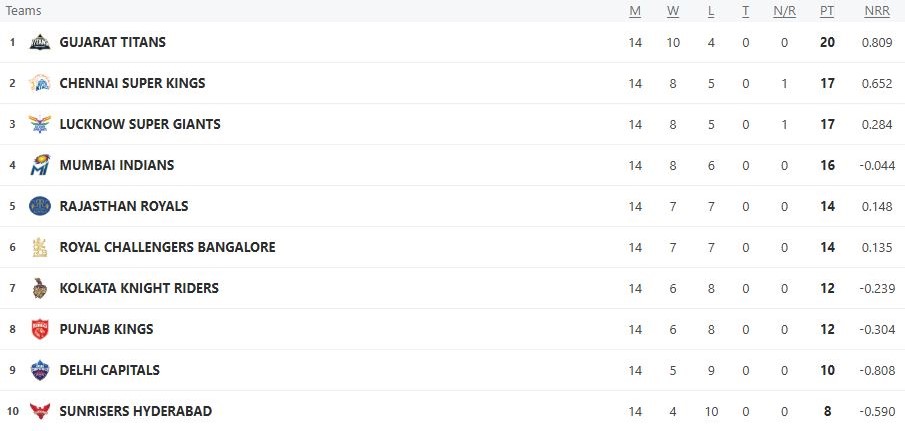 Teams M W L T N/R PT NRR
1 GUJARAT TITANS 14 10 4 0 0 20 0.809
2 CHENNAI SUPER KINGS 14 8 5 0 1 17 0.652
3 LUCKNOW SUPER GIANTS 14 8 5 0 1 17 0.284
4 MUMBAI INDIANS 14 8 6 0 0 16 -0.044
5 RAJASTHAN ROYALS 14 7 7 0 0 14 0.148
6 ROYAL CHALLENGERS BANGALORE 14 7 7 0 0 14 0.135
7 KOLKATA KNIGHT RIDERS 14 6 8 0 0 12 -0.239
8 PUNJAB KINGS 14 6 8 0 0 12 -0.304
9 DELHI CAPITALS 14 5 9 0 0 10 -0.808
10 SUNRISERS HYDERABAD 14 4 10 0 0 8 -0.590